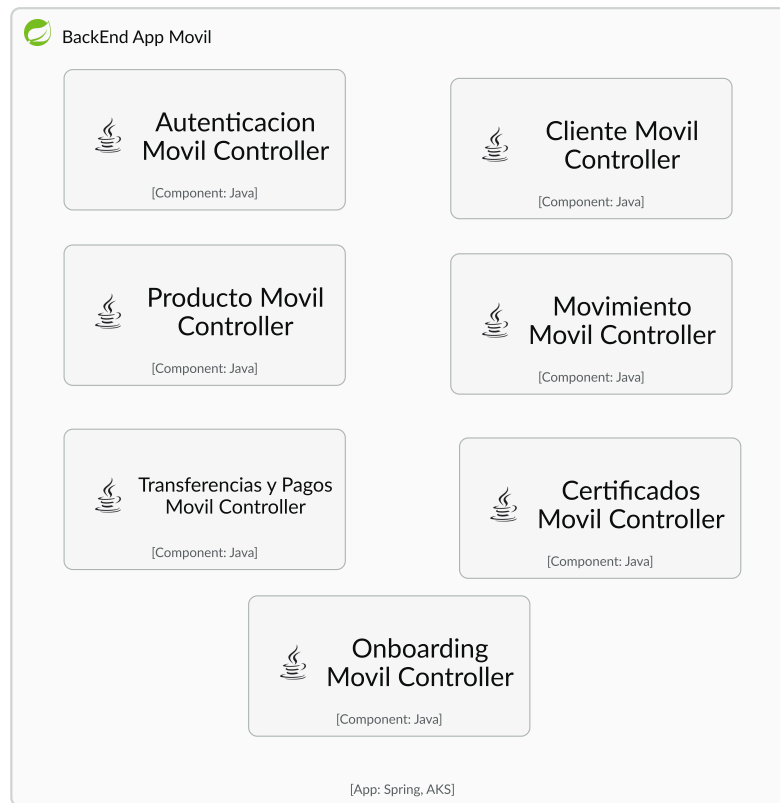 BackEnd App Movil
Autenticacion
Movil Controller
[Component: Java]
Cliente Movil
Controller
[Component: Java]
Producto Movil
Controller
[Component: Java]
Movimiento
Movil Controller
[Component: Java]
Transferencias y Pagos
Movil Controller
[Component: Java]
Certificados
Movil Controller
[Component: Java]
Onboarding
Movil Controller
[Component: Java]
[App: Spring, AKS]